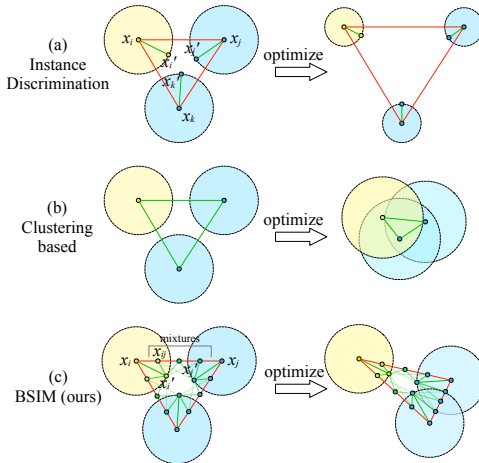 (a)
Instance
Discrimination
x_i
x_j
x_i'
x_j'
x_k'
x_k
optimize
(b)
Clustering
based
optimize
mixtures
x_i
x_ij
x_j
x_i'
x_j'
(c)
BSIM (ours)
optimize